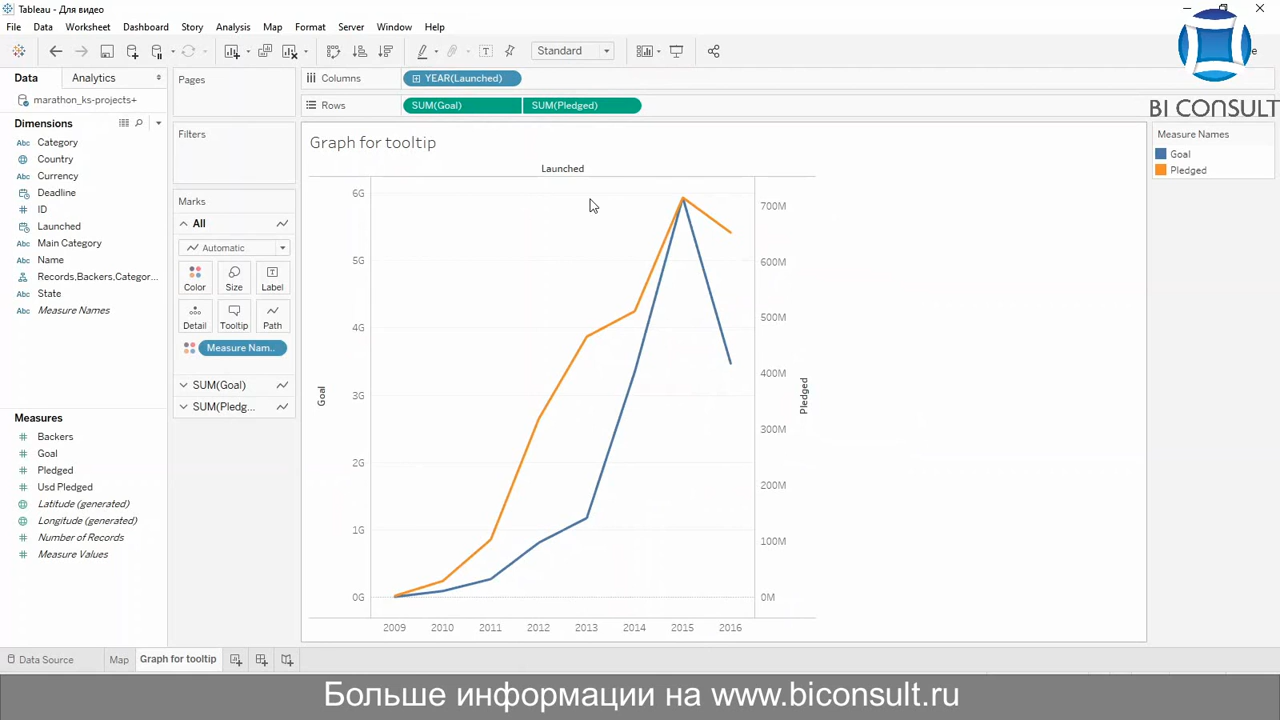 Tableau - Для видео
File Data Worksheet Dashboard Story Analysis Map Format Server Window Help
Standard
BI CONSULT
Data Analytics
marathon_ks-projects+
Dimensions
Abc Category
Country
Abc Currency
Deadline
ID
Launched
Abc Main Category
Abc Name
Records,Backers,Categor...
Abc State
Abc Measure Names
Measures
Backers
Goal
Pledged
Usd Pledged
Latitude (generated)
Longitude (generated)
Number of Records
Measure Values
Pages
Filters
Marks
All
Automatic
Color Size Label
Detail Tooltip Path
Measure Nam..
SUM(Goal)
SUM(Pledg...
Columns YEAR(Launched)
Rows SUM(Goal) SUM(Pledged)
Graph for tooltip
Launched
6G
5G
4G
3G
2G
1G
0G
Goal
700M
600M
500M
400M
300M
200M
100M
0M
Pledged
2009 2010 2011 2012 2013 2014 2015 2016
Measure Names
Goal
Pledged
Data Source Map Graph for tooltip
Больше информации на www.biconsult.ru